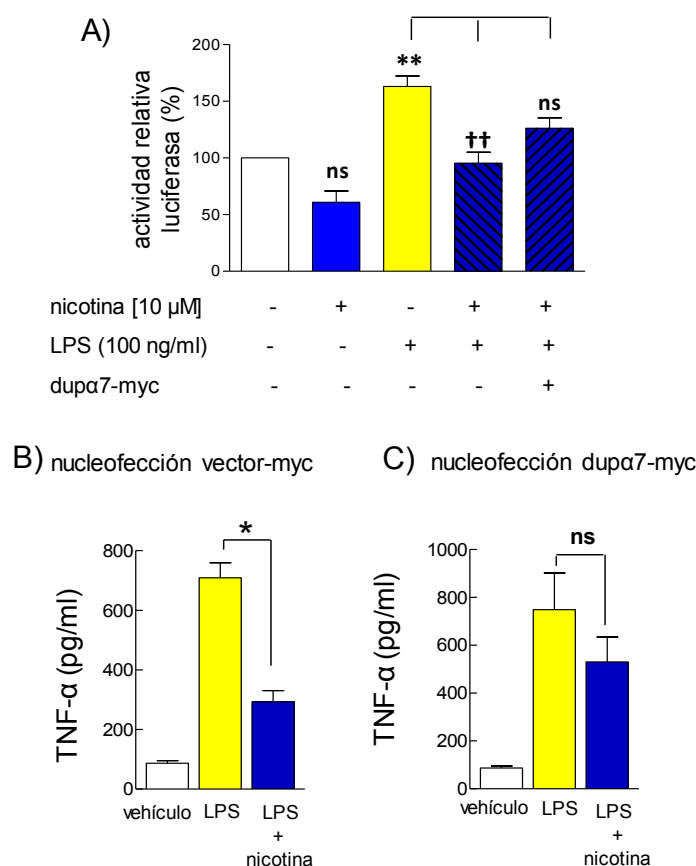 A)
actividad relativa
luciferasa (%)
200
150
100
50
0
ns
**
††
ns
nicotina [10 µM] - + - + +
LPS (100 ng/ml) - - + + +
dupα7-myc - - - - +
B) nucleofección vector-myc
TNF-α (pg/ml)
800
600
400
200
0
*
vehículo LPS LPS
+
nicotina
C) nucleofección dupα7-myc
TNF-α (pg/ml)
1000
800
600
400
200
0
ns
vehículo LPS LPS
+
nicotina